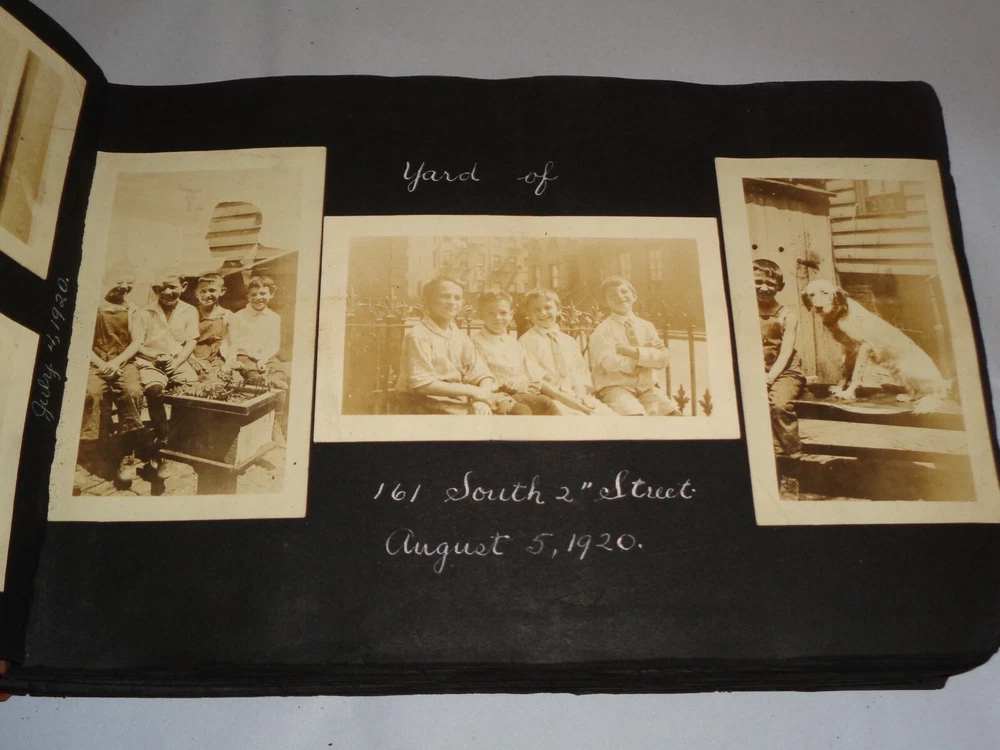 July 4, 1920.
Yard of
161 South 2" Street.
August 5, 1920.